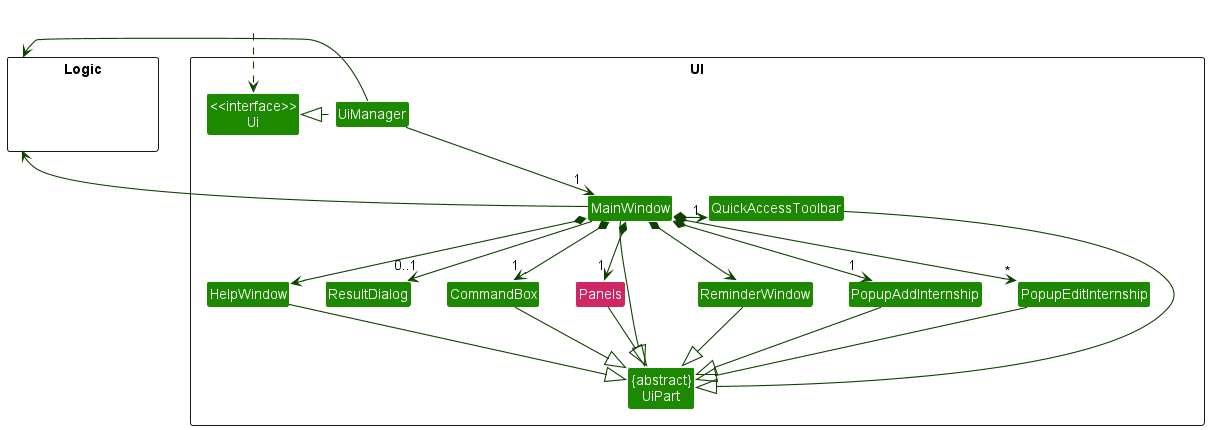 Logic
UI
<<interface>>
Ui
UiManager
1
MainWindow
1
QuickAccessToolbar
0..1
1
1
1
*
HelpWindow
ResultDialog
CommandBox
Panels
ReminderWindow
PopupAddInternship
PopupEditInternship
{abstract}
UiPart